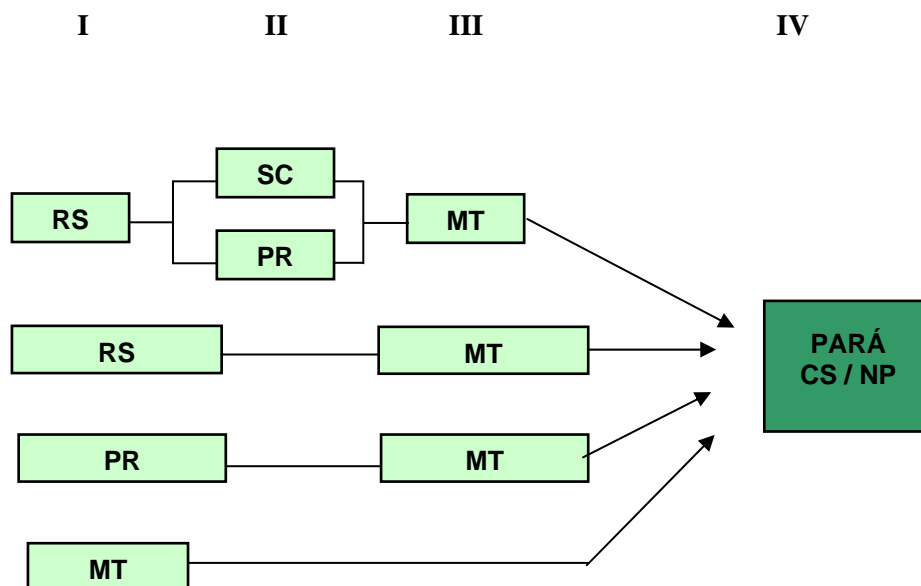 I II III IV
SC
RS MT
PR
RS MT PARÁ
CS / NP
PR MT
MT